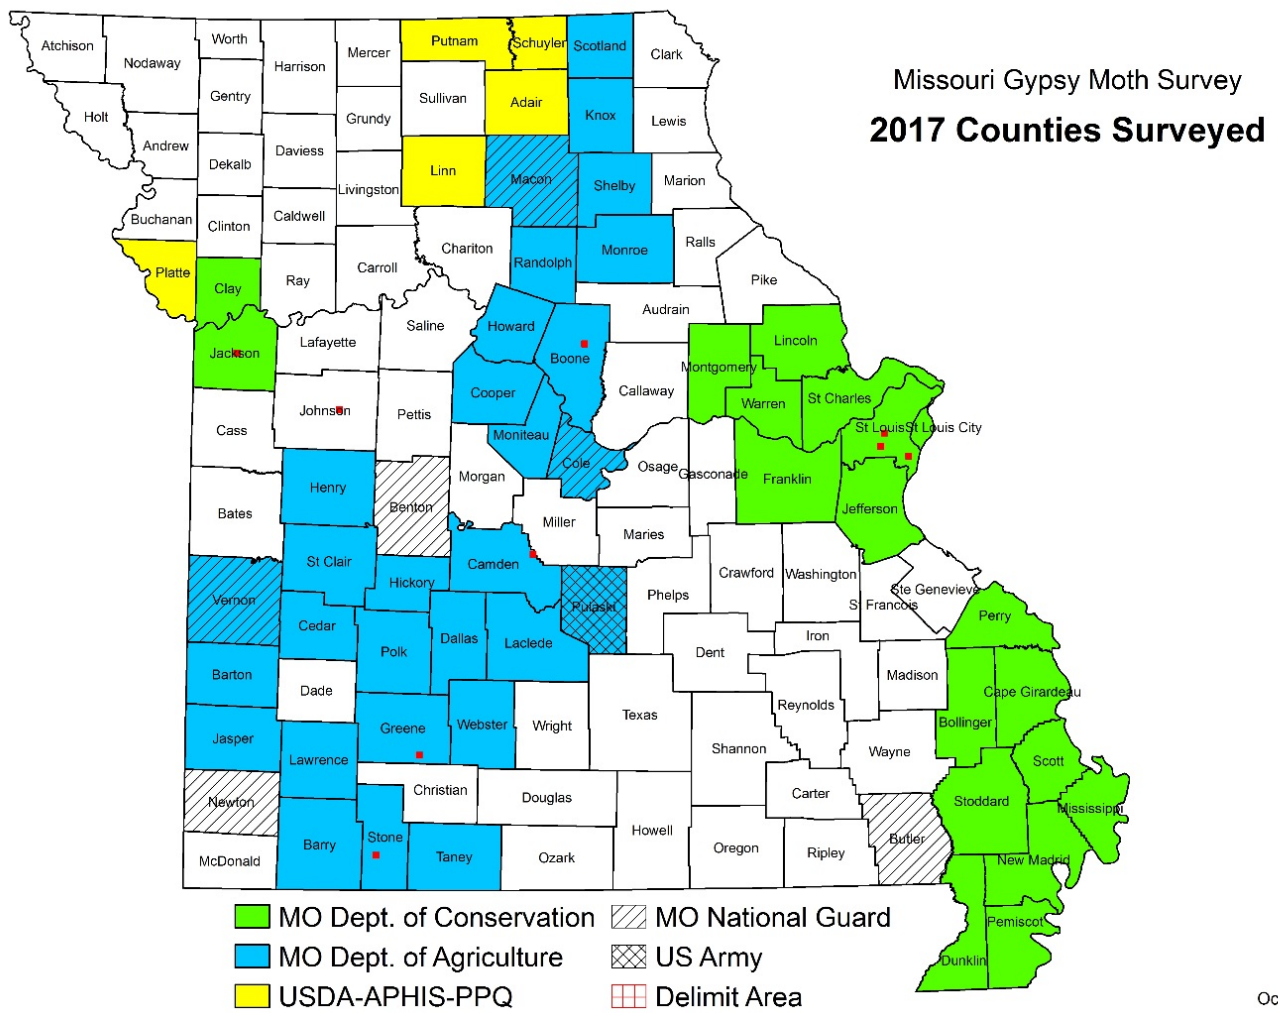 Missouri Gypsy Moth Survey
2017 Counties Surveyed
Atchison
Nodaway
Worth
Harrison
Mercer
Putnam
Schuyler
Scotland
Clark
Holt
Gentry
Sullivan
Adair
Knox
Lewis
Andrew
Dekalb
Daviess
Grundy
Livingston
Linn
Macon
Shelby
Marion
Buchanan
Clinton
Caldwell
Chariton
Randolph
Monroe
Ralls
Pike
Platte
Clay
Ray
Carroll
Audrain
Jackson
Lafayette
Saline
Howard
Boone
Montgomery
Lincoln
Johnson
Pettis
Cooper
Callaway
Warren
St Charles
Cass
Moniteau
Cole
St Louis
St Louis City
Bates
Henry
Benton
Morgan
Osage
Gasconade
Franklin
Jefferson
Miller
Maries
St Clair
Hickory
Camden
Pulaski
Phelps
Crawford
Washington
Ste Genevieve
Francois
Perry
Vernon
Cedar
Polk
Dallas
Laclede
Dent
Iron
Madison
Barton
Dade
Texas
Reynolds
Bollinger
Cape Girardeau
Jasper
Lawrence
Greene
Webster
Wright
Shannon
Wayne
Scott
Newton
Christian
Douglas
Carter
Stoddard
Mississippi
McDonald
Barry
Stone
Taney
Ozark
Howell
Oregon
Ripley
Butler
New Madrid
Pemiscot
Dunklin
MO Dept. of Conservation
MO Dept. of Agriculture
USDA-APHIS-PPQ
MO National Guard
US Army
Delimit Area
Oc